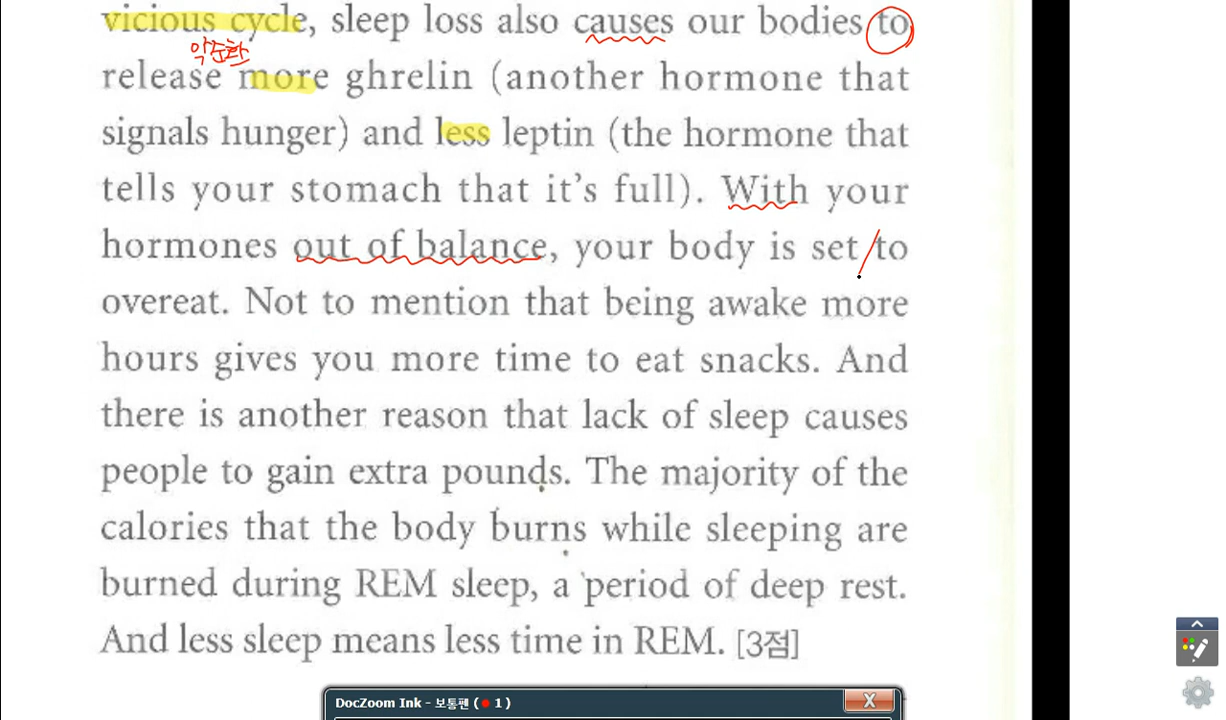 vicious cycle, sleep loss also causes our bodies to
악순환
release more ghrelin (another hormone that
signals hunger) and less leptin (the hormone that
tells your stomach that it's full). With your
hormones out of balance, your body is set to
overeat. Not to mention that being awake more
hours gives you more time to eat snacks. And
there is another reason that lack of sleep causes
people to gain extra pounds. The majority of the
calories that the body burns while sleeping are
burned during REM sleep, a period of deep rest.
And less sleep means less time in REM. [3점]
DocZoom Ink - 보통펜 ( 1 )
X